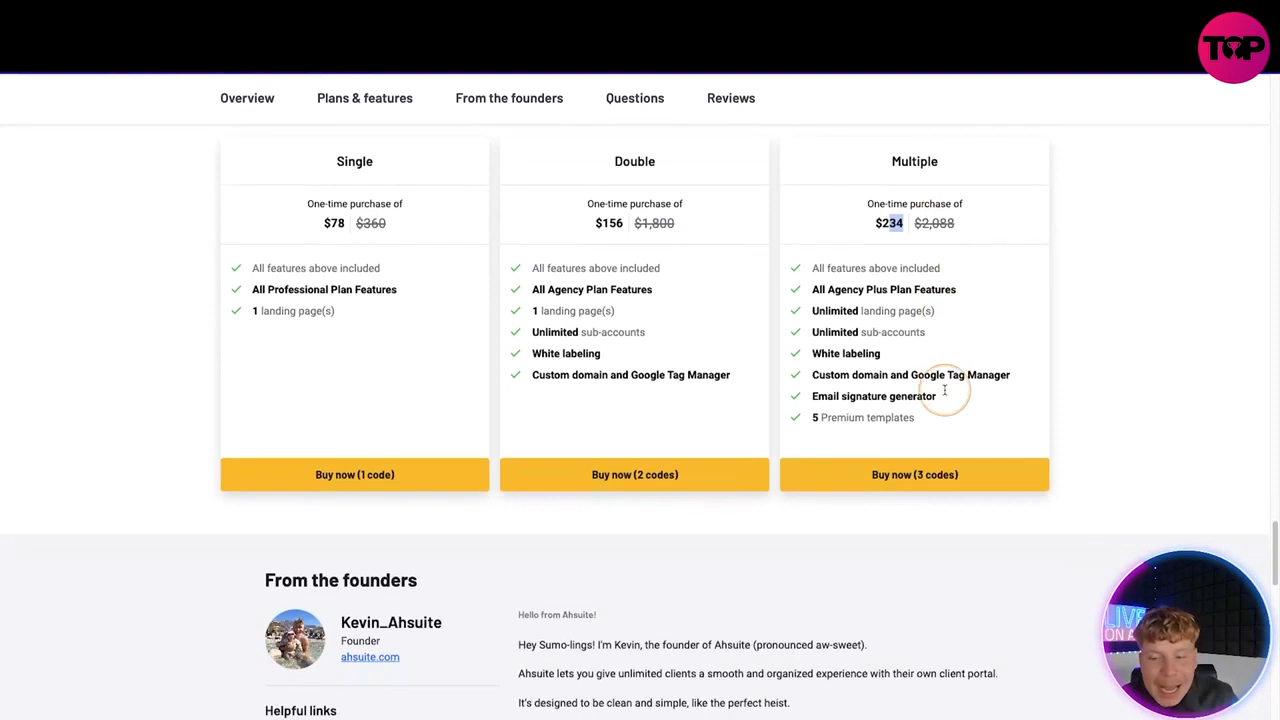 TOP
Overview Plans & features From the founders Questions Reviews
Single
One-time purchase of
$78 $360
All features above included
All Professional Plan Features
1 landing page(s)
Buy now (1 code)
Double
One-time purchase of
$156 $1,800
All features above included
All Agency Plan Features
1 landing page(s)
Unlimited sub-accounts
White labeling
Custom domain and Google Tag Manager
Buy now (2 codes)
Multiple
One-time purchase of
$234 $2,088
All features above included
All Agency Plus Plan Features
Unlimited landing page(s)
Unlimited sub-accounts
White labeling
Custom domain and Google Tag Manager
Email signature generator
5 Premium templates
Buy now (3 codes)
From the founders
Kevin_Ahsuite
Founder
ahsuite.com
Helpful links
Hello from Ahsuite!
Hey Sumo-lings! I'm Kevin, the founder of Ahsuite (pronounced aw-sweet).
Ahsuite lets you give unlimited clients a smooth and organized experience with their own client portal.
It's designed to be clean and simple, like the perfect heist.
LIVE
ON A